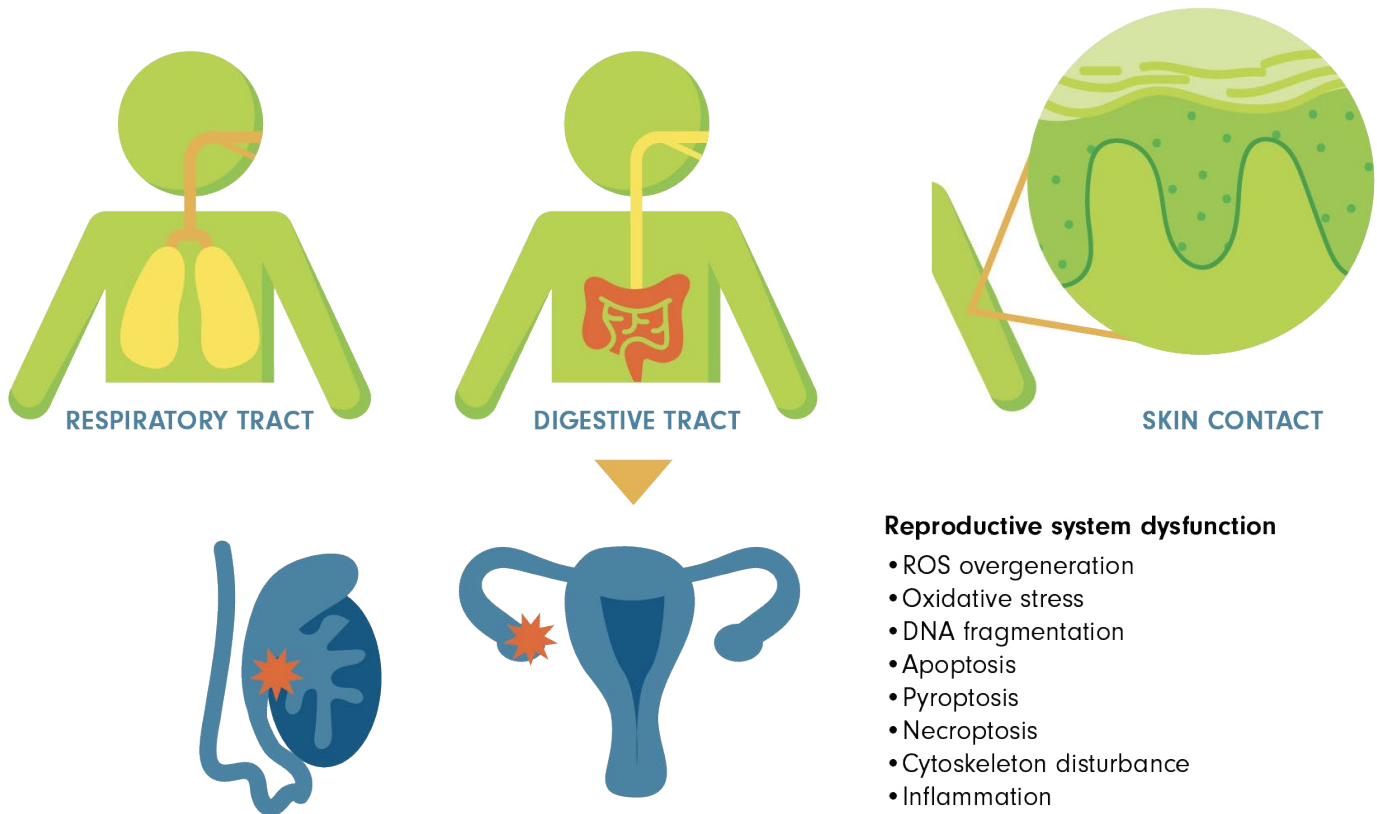 RESPIRATORY TRACT
DIGESTIVE TRACT
SKIN CONTACT
Reproductive system dysfunction
•ROS overgeneration
•Oxidative stress
•DNA fragmentation
•Apoptosis
•Pyroptosis
•Necroptosis
•Cytoskeleton disturbance
•Inflammation